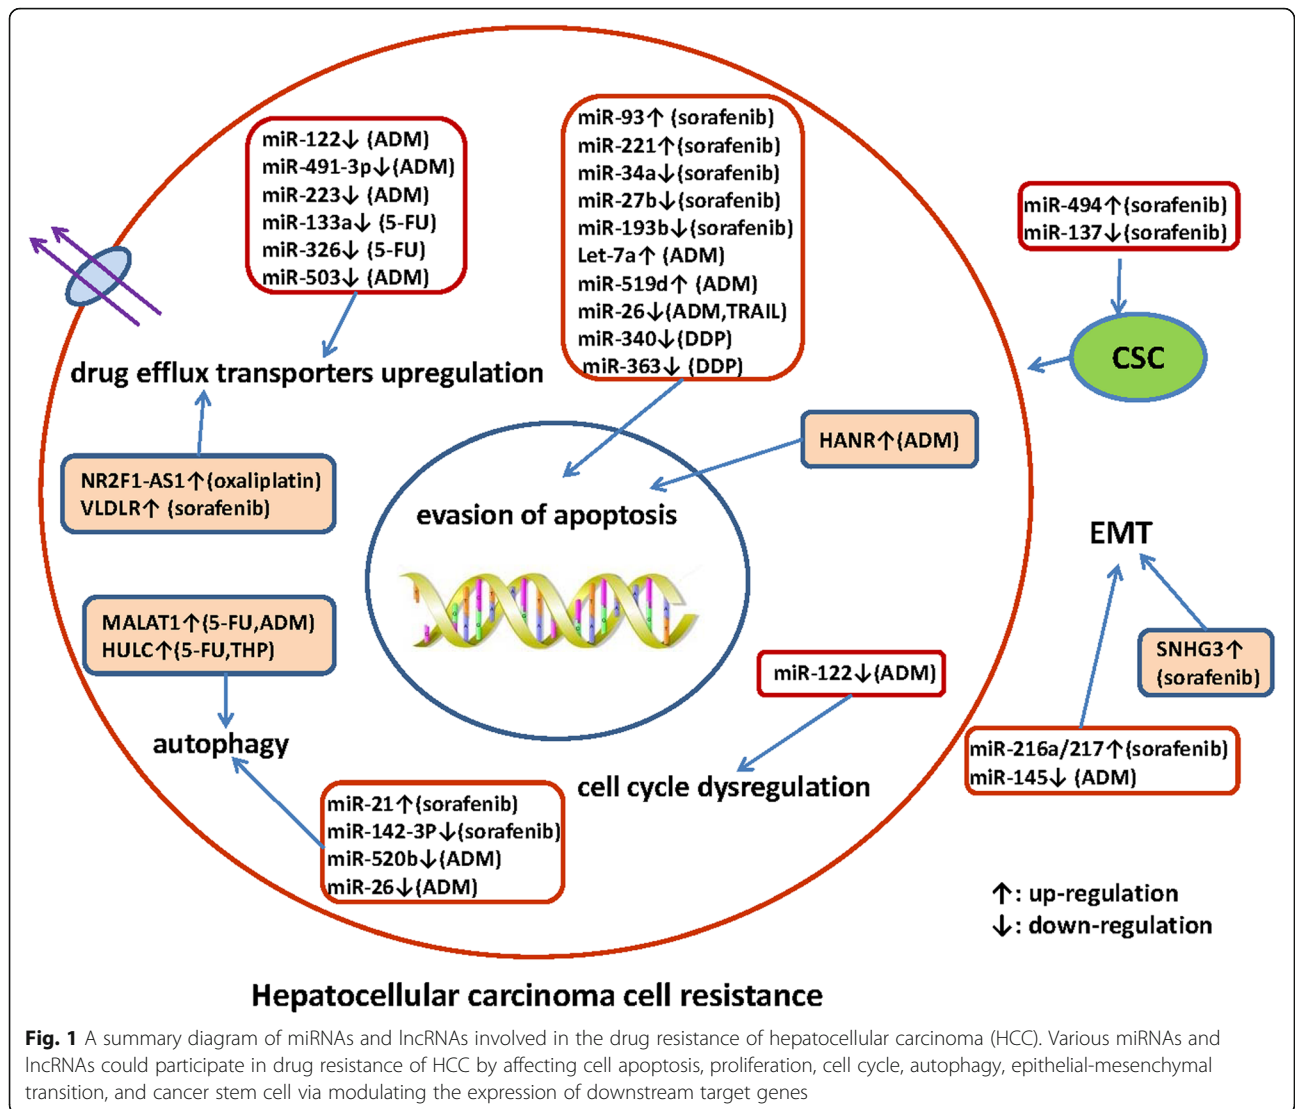 miR-122↓ (ADM)
miR-491-3p↓(ADM)
miR-223↓ (ADM)
miR-133a↓ (5-FU)
miR-326↓ (5-FU)
miR-503↓ (ADM)
drug efflux transporters upregulation
NR2F1-AS1↑(oxaliplatin)
VLDLR↑ (sorafenib)
miR-93↑ (sorafenib)
miR-221↑(sorafenib)
miR-34a↓(sorafenib)
miR-27b↓(sorafenib)
miR-193b↓(sorafenib)
Let-7a↑ (ADM)
miR-519d↑ (ADM)
miR-26↓(ADM,TRAIL)
miR-340↓(DDP)
miR-363↓ (DDP)
HANR↑(ADM)
evasion of apoptosis
miR-494↑(sorafenib)
miR-137↓(sorafenib)
CSC
EMT
SNHG3↑
(sorafenib)
miR-216a/217↑(sorafenib)
miR-145↓ (ADM)
MALAT1↑(5-FU,ADM)
HULC↑(5-FU,THP)
autophagy
miR-21↑(sorafenib)
miR-142-3P↓(sorafenib)
miR-520b↓(ADM)
miR-26↓(ADM)
miR-122↓(ADM)
cell cycle dysregulation
↑: up-regulation
↓: down-regulation
Hepatocellular carcinoma cell resistance
Fig. 1 A summary diagram of miRNAs and lncRNAs involved in the drug resistance of hepatocellular carcinoma (HCC). Various miRNAs and
lncRNAs could participate in drug resistance of HCC by affecting cell apoptosis, proliferation, cell cycle, autophagy, epithelial-mesenchymal
transition, and cancer stem cell via modulating the expression of downstream target genes